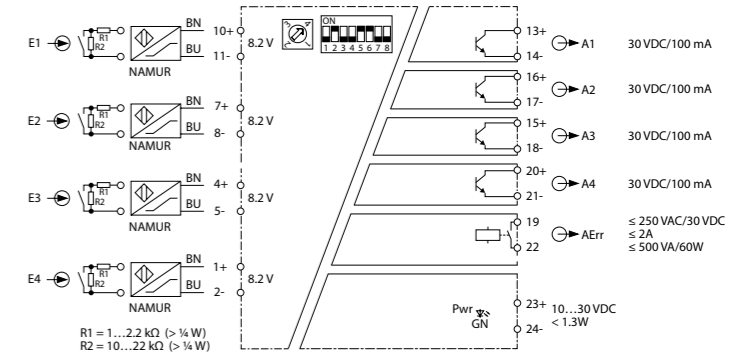 E1
R1
R2
NAMUR
BN 10+
BU 11-
8.2 V
E2
R1
R2
NAMUR
BN 7+
BU 8-
8.2 V
E3
R1
R2
NAMUR
BN 4+
BU 5-
8.2 V
E4
R1
R2
NAMUR
BN 1+
BU 2-
8.2 V
R1 = 1…2.2 kΩ (> ¼ W)
R2 = 10…22 kΩ (> ¼ W)
ON
1 2 3 4 5 6 7 8
13+
14-
A1 30 VDC/100 mA
16+
17-
A2 30 VDC/100 mA
15+
18-
A3 30 VDC/100 mA
20+
21-
A4 30 VDC/100 mA
19
22
AErr
≤ 250 VAC/30 VDC
≤ 2A
≤ 500 VA/60W
Pwr
GN
23+
24-
10…30 VDC
< 1.3W